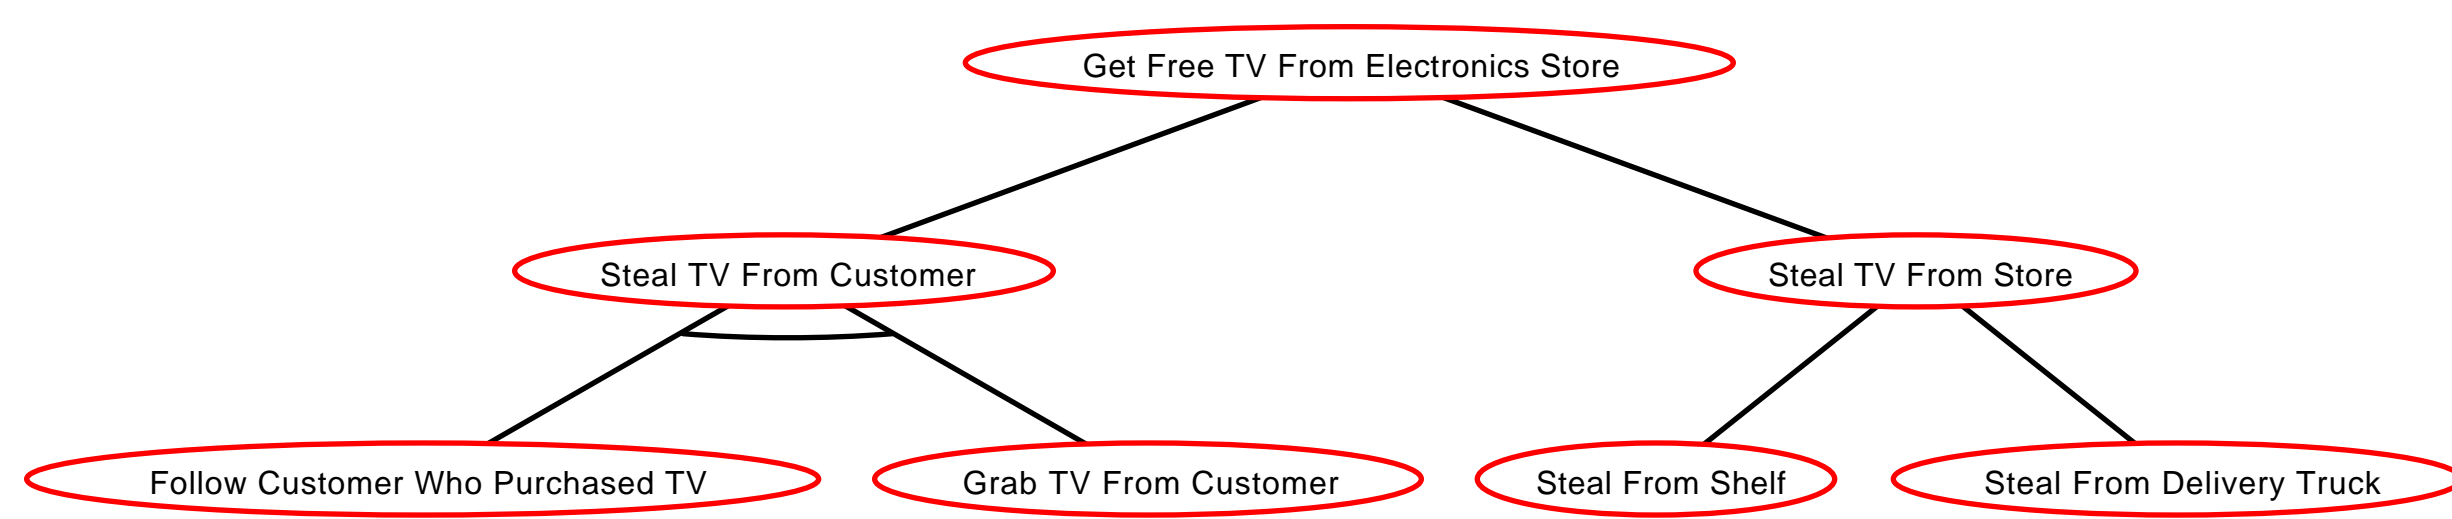 Get Free TV From Electronics Store
Steal TV From Customer
Steal TV From Store
Follow Customer Who Purchased TV
Grab TV From Customer
Steal From Shelf
Steal From Delivery Truck